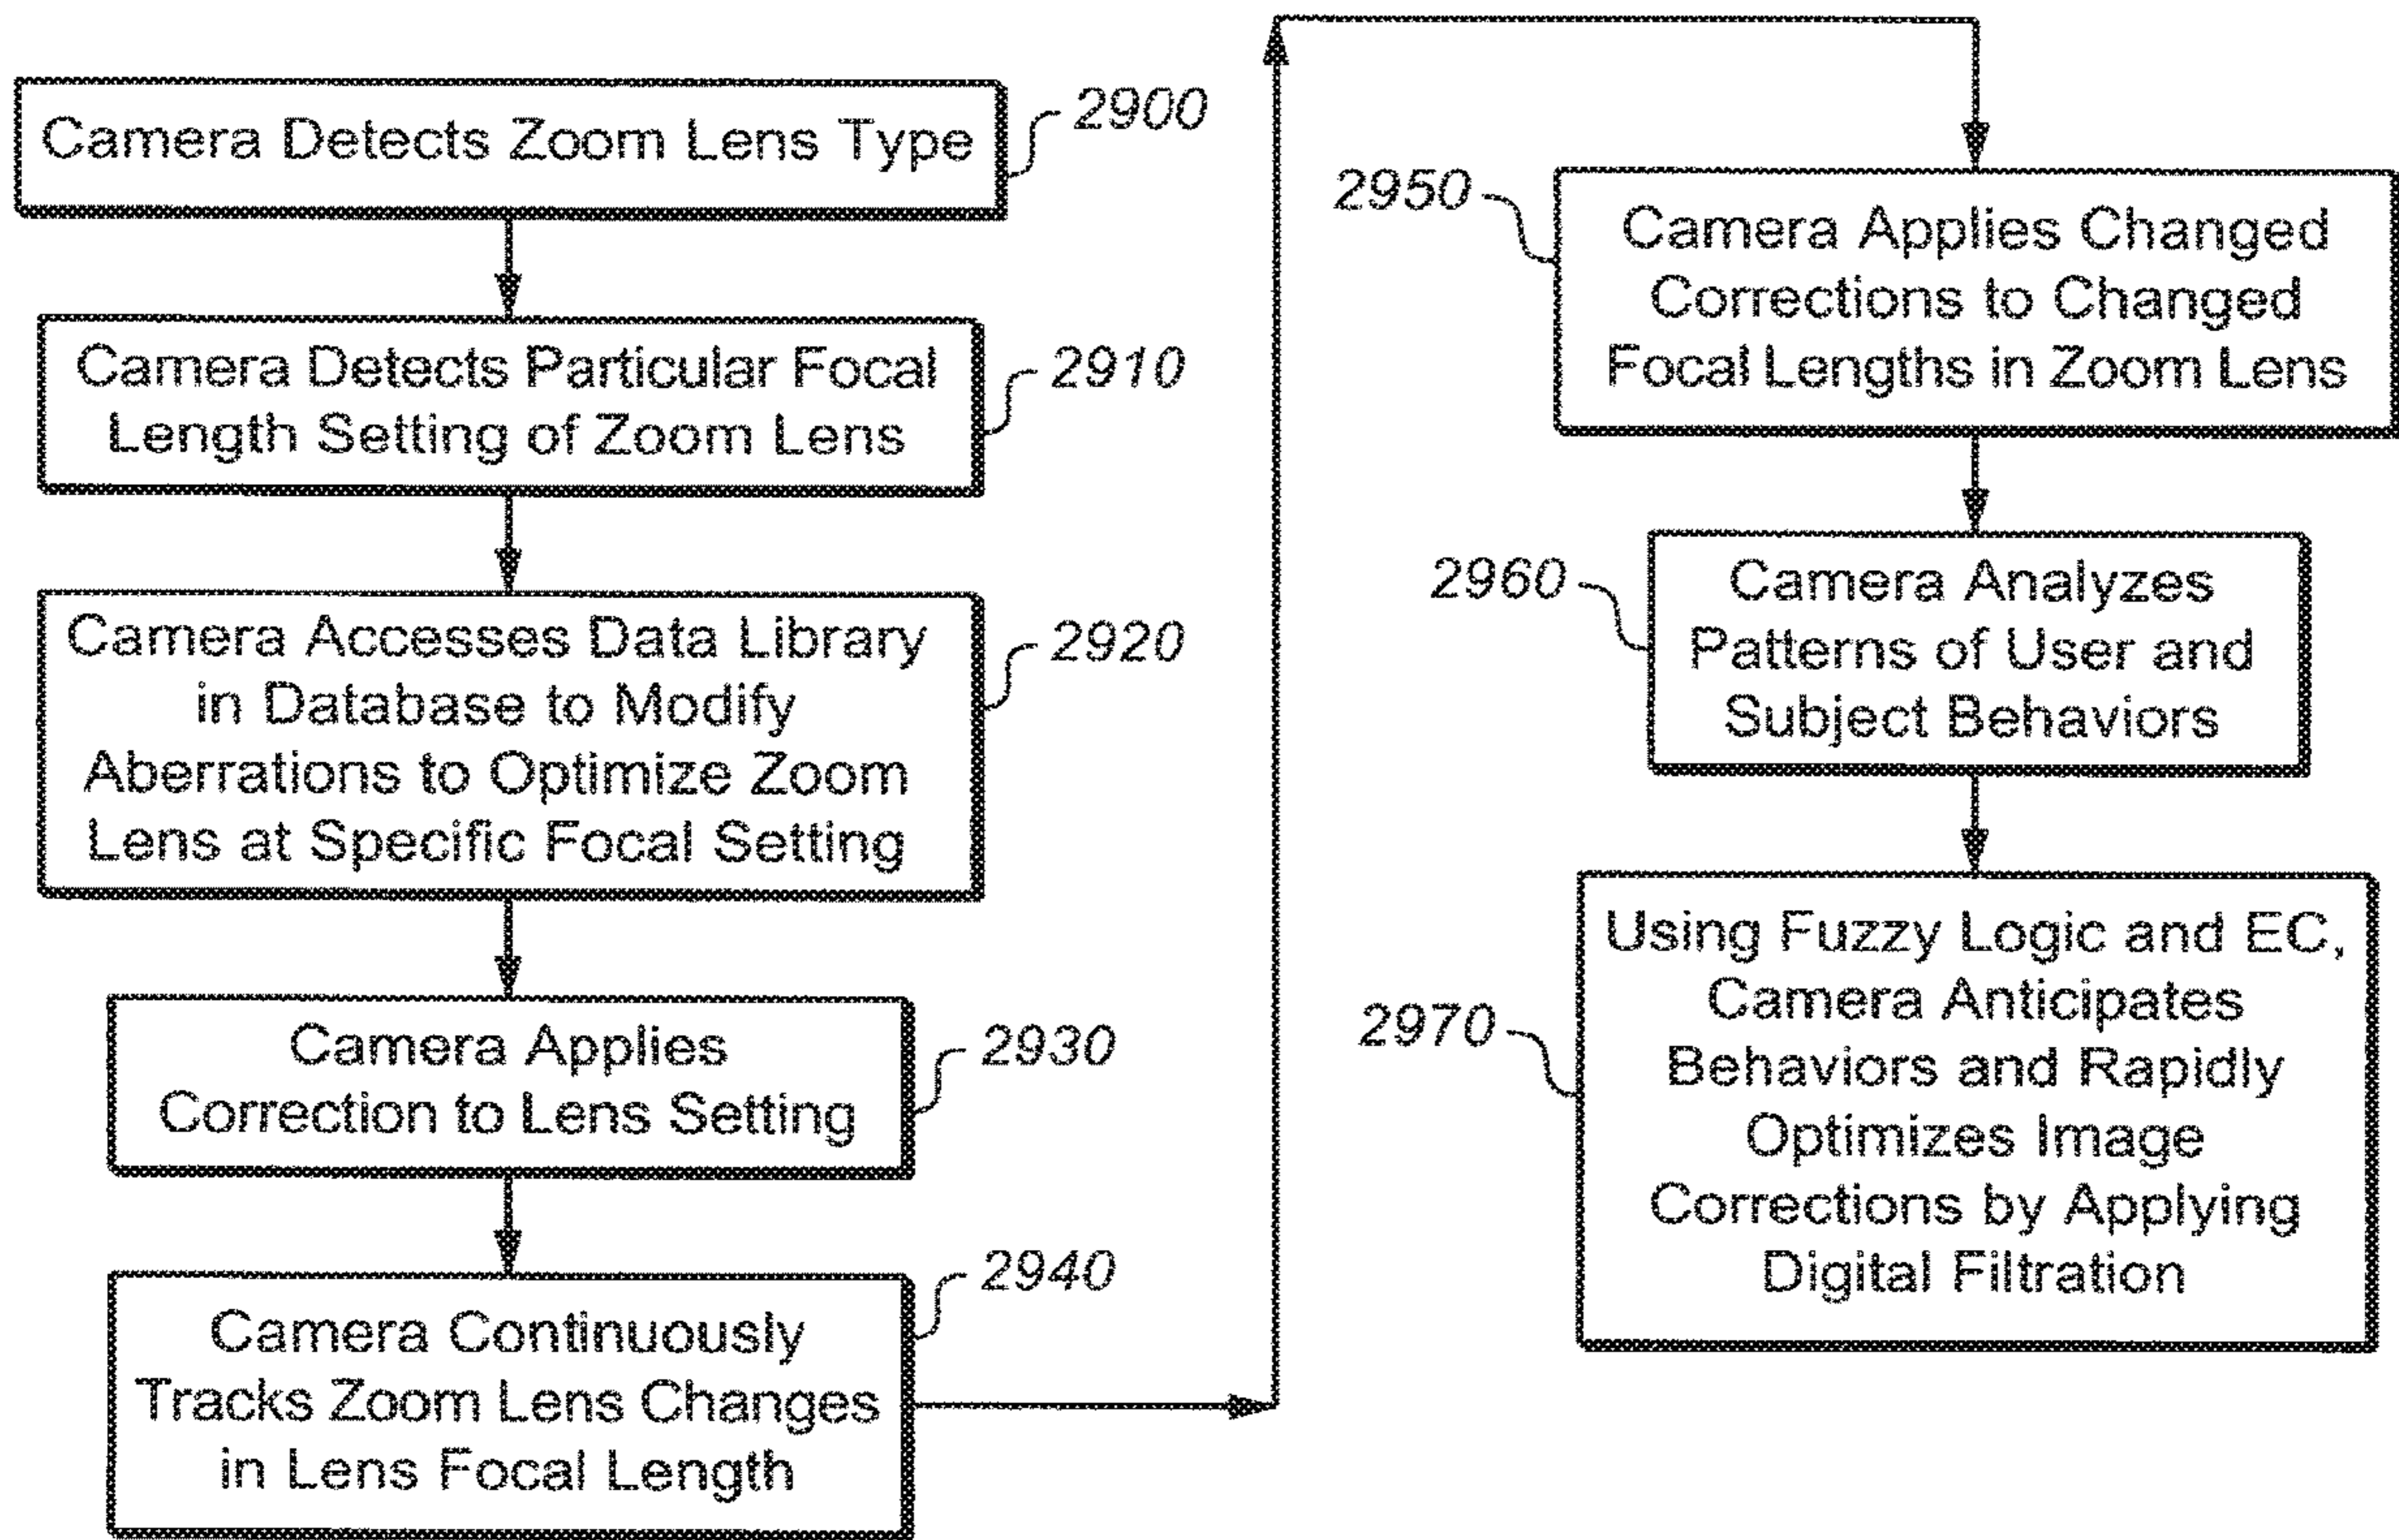 Camera Detects Zoom Lens Type
2900
Camera Detects Particular Focal
Length Setting of Zoom Lens
2910
Camera Accesses Data Library
in Database to Modify
Aberrations to Optimize Zoom
Lens at Specific Focal Setting
2920
Camera Applies
Correction to Lens Setting
2930
Camera Continuously
Tracks Zoom Lens Changes
in Lens Focal Length
2940
2950
Camera Applies Changed
Corrections to Changed
Focal Lengths in Zoom Lens
2960
Camera Analyzes
Patterns of User and
Subject Behaviors
2970
Using Fuzzy Logic and EC,
Camera Anticipates
Behaviors and Rapidly
Optimizes Image
Corrections by Applying
Digital Filtration